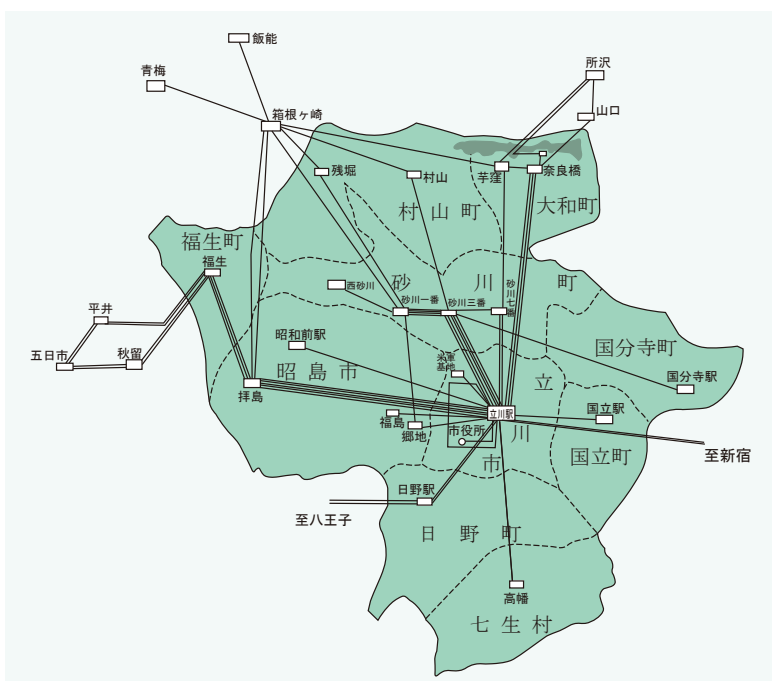 飯能
青梅
所沢
山口
箱根ヶ崎
残堀
村山
芋窪
奈良橋
村山町
大和町
福生町
福生
西砂川
砂川町
砂川一番
砂川三番
砂川七番
平井
五日市
秋留
昭和前駅
昭島市
米軍
基地
国分寺町
国分寺駅
拝島
福島
郷地
市役所
立川駅
立川市
国立駅
国立町
至新宿
日野駅
至八王子
日野町
高幡
七生村